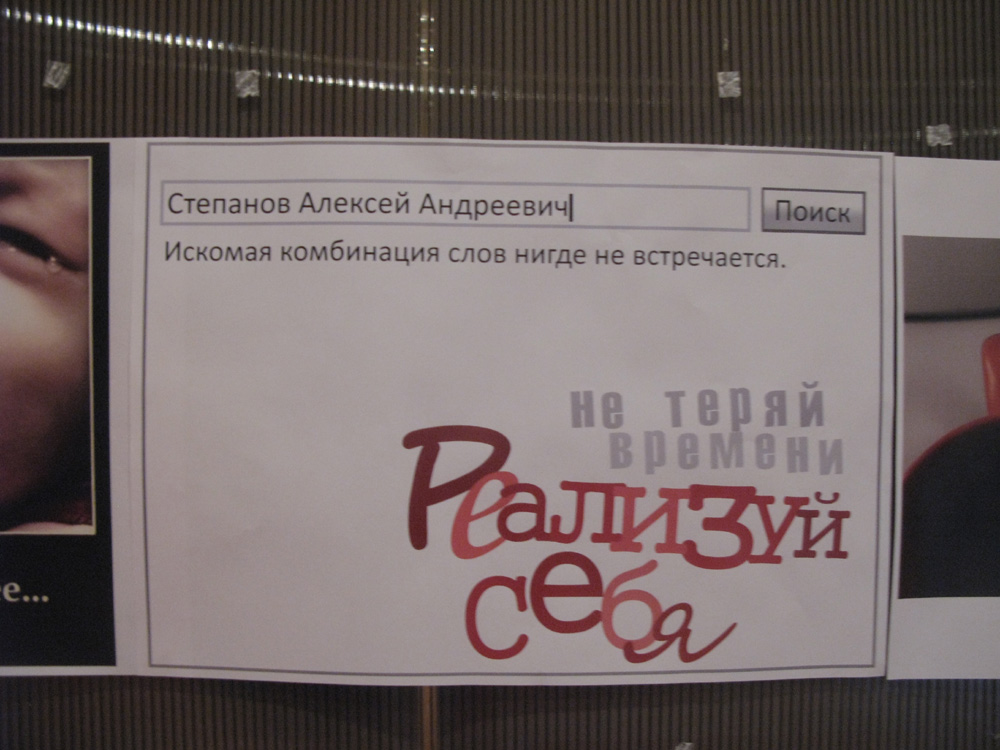 Степанов Алексей Андреевич
Поиск
Искомая комбинация слов нигде не встречается.
не теряй
времени
Реализуй
себя